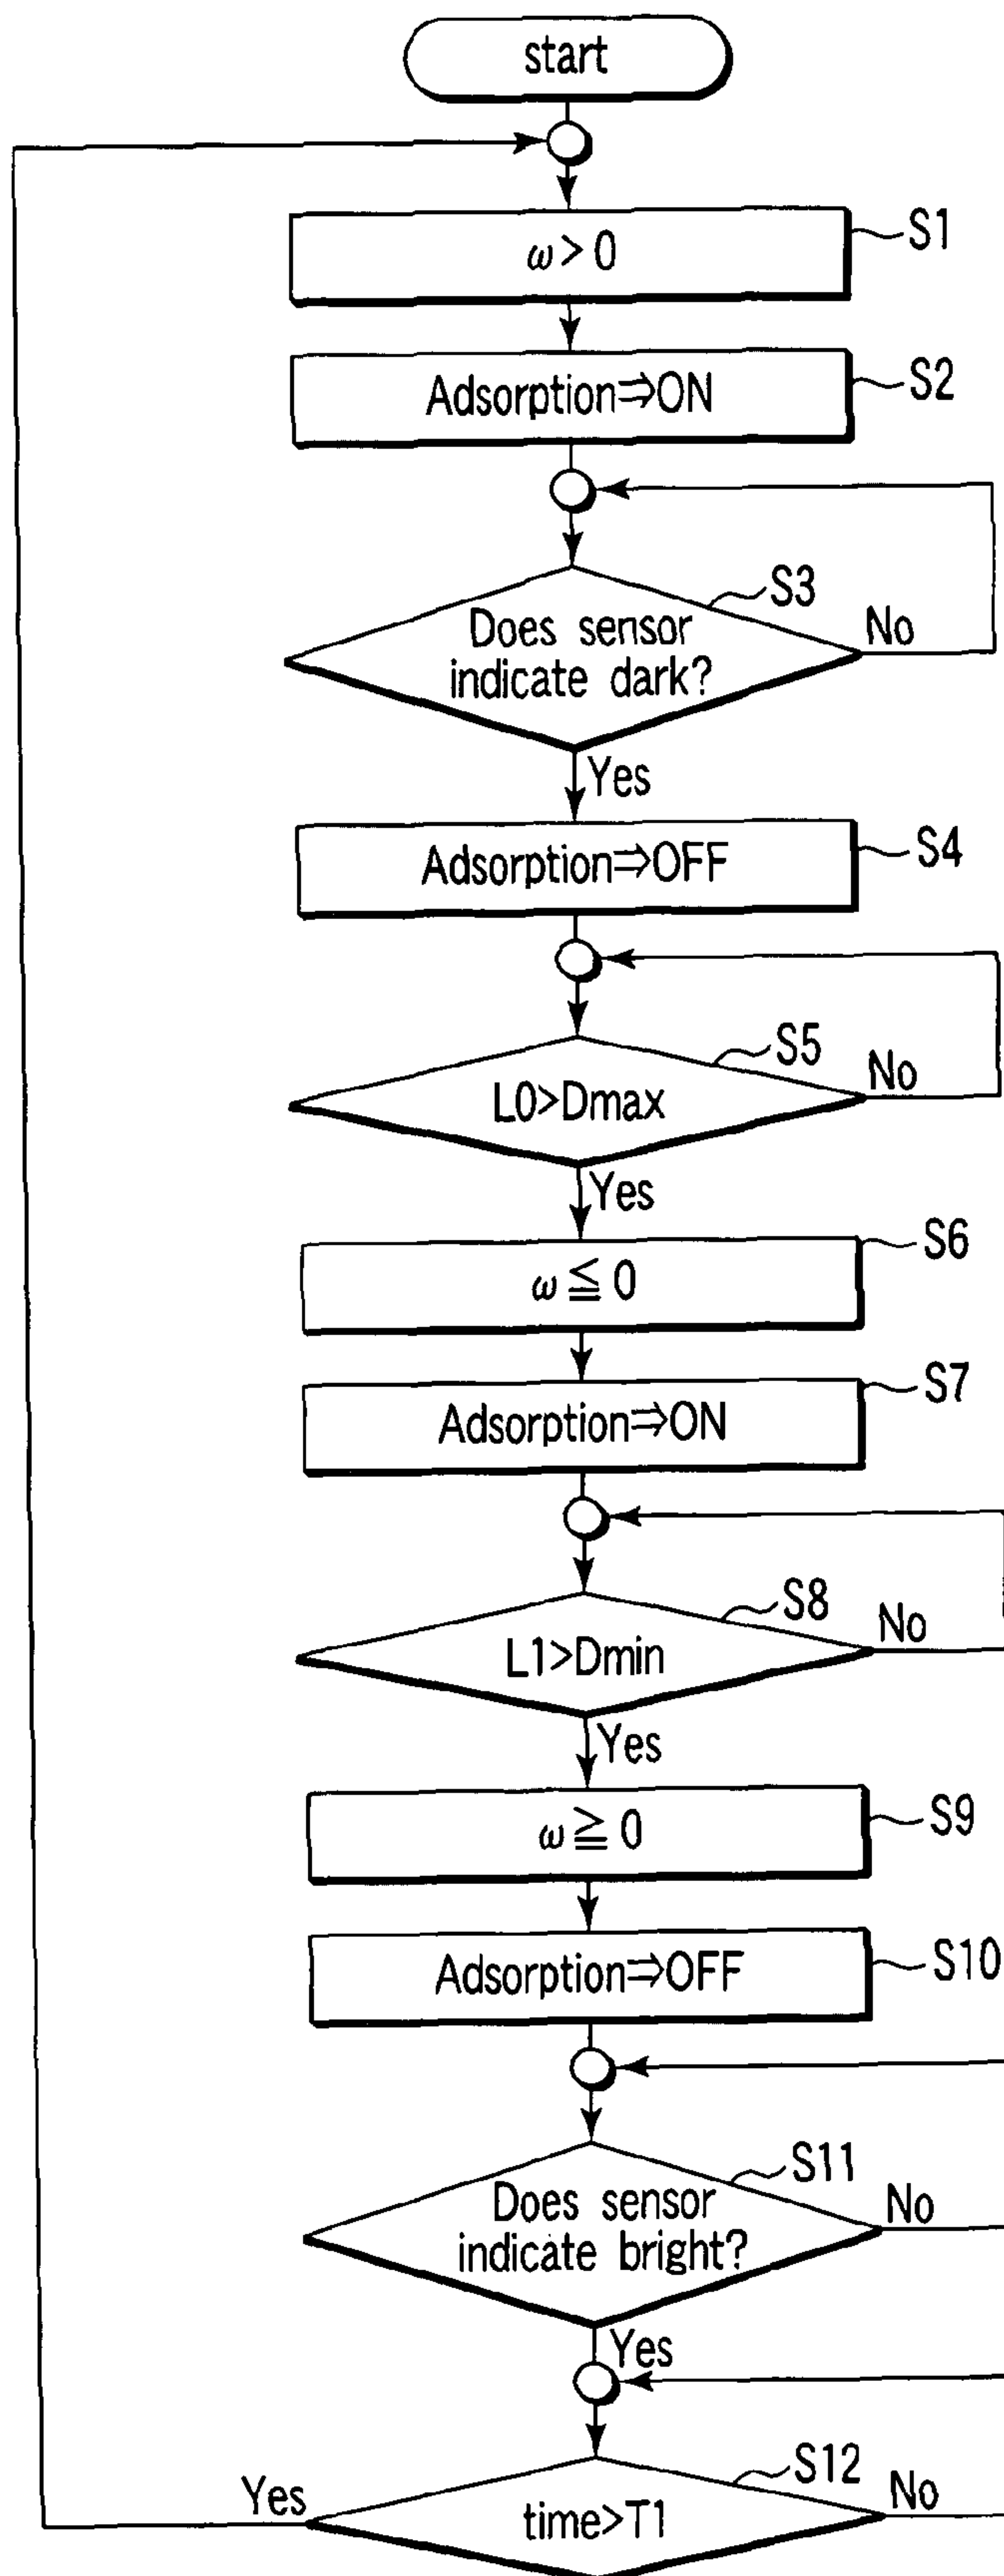 start
ω>0
S1
Adsorption⇒ON
S2
S3
Does sensor
indicate dark?
No
Yes
Adsorption⇒OFF
S4
S5
L0>Dmax
No
Yes
ω≦0
S6
Adsorption⇒ON
S7
S8
L1>Dmin
No
Yes
ω≧0
S9
Adsorption⇒OFF
S10
S11
Does sensor
indicate bright?
No
Yes
S12
Yes
time>T1
No